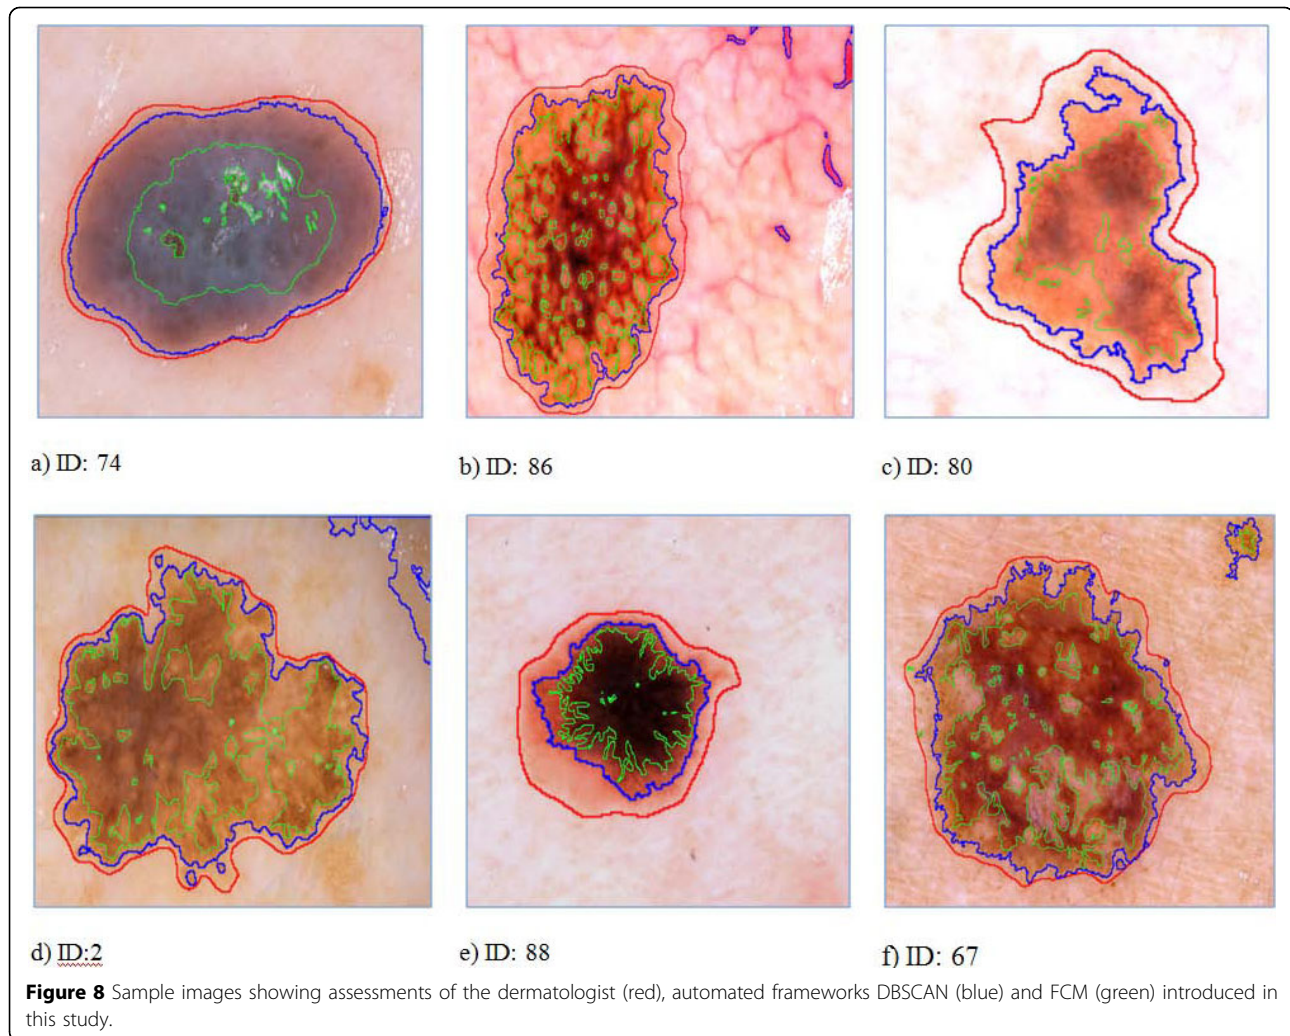 a) ID: 74
b) ID: 86
c) ID: 80
d) ID:2
e) ID: 88
f) ID: 67
Figure 8 Sample images showing assessments of the dermatologist (red), automated frameworks DBSCAN (blue) and FCM (green) introduced in
this study.